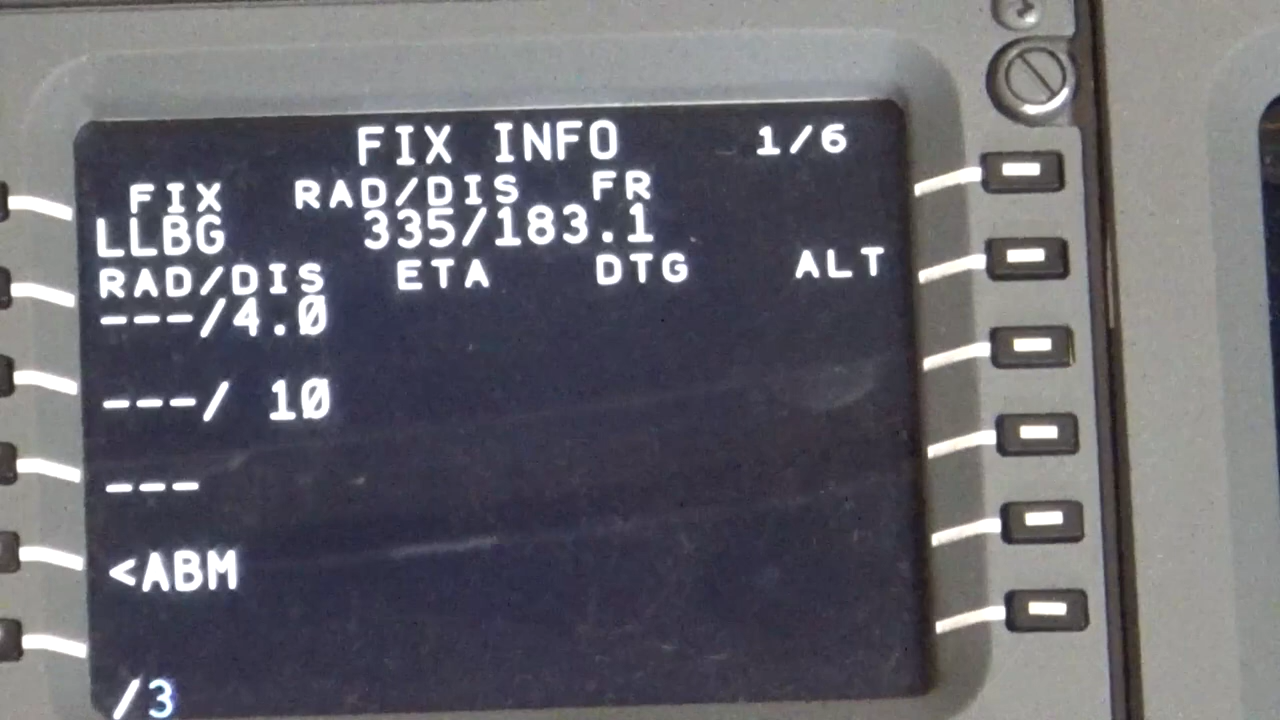 FIX INFO 1/6
FIX RAD/DIS FR
LLBG 335/183.1
RAD/DIS ETA DTG ALT
---/4.0
---/ 10
---
<ABM
/3